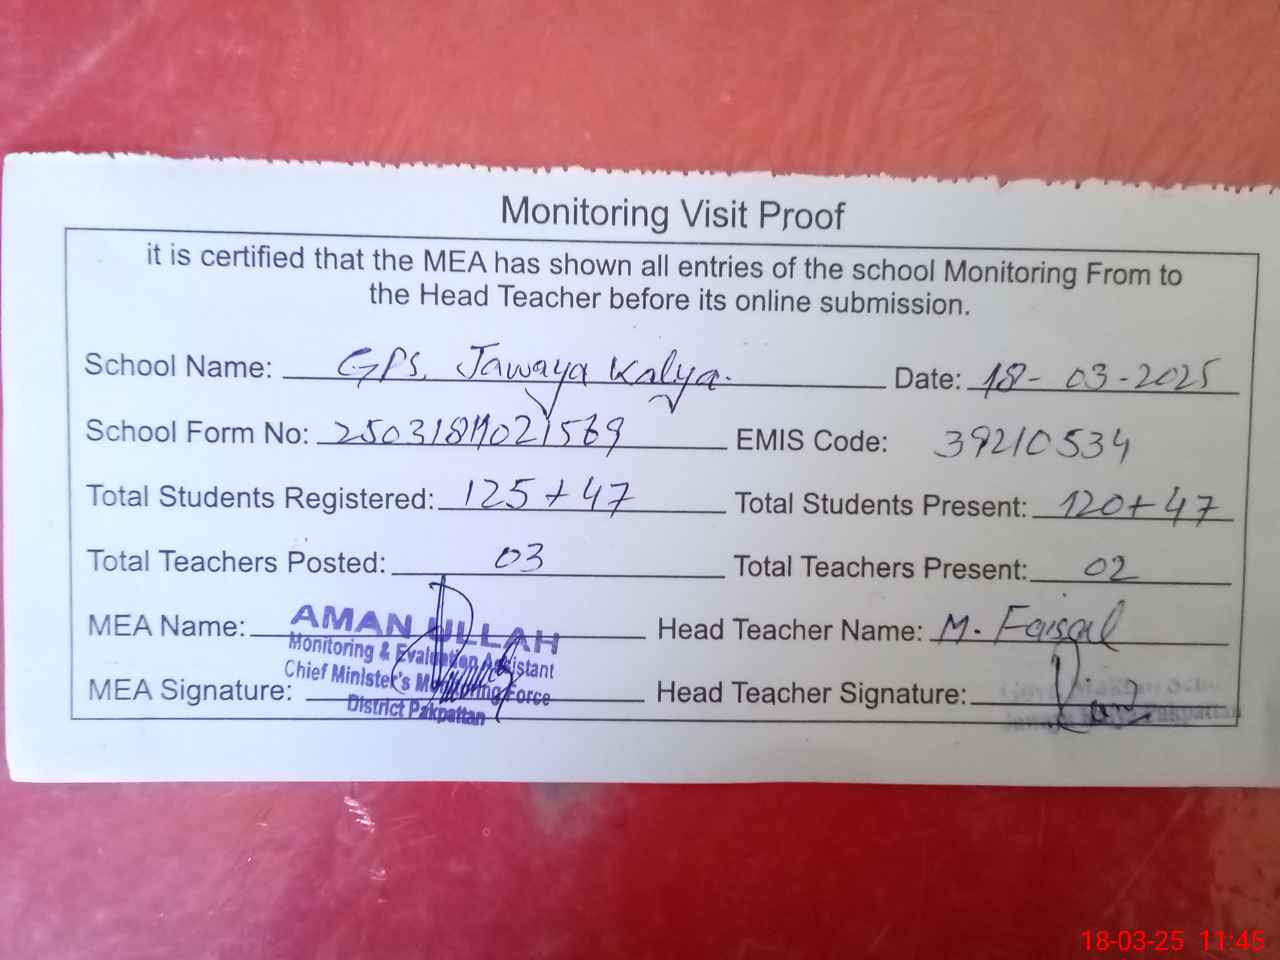 Monitoring Visit Proof
it is certified that the MEA has shown all entries of the school Monitoring From to
the Head Teacher before its online submission.
School Name: GPS. Jawaya Kalya. Date: 18-03-2025
School Form No: 25031811021569 EMIS Code: 39210534
Total Students Registered: 125+47 Total Students Present: 120+47
Total Teachers Posted: 03 Total Teachers Present: 02
MEA Name: AMAN ULLAH Head Teacher Name: M. Faisal
Monitoring & Evaluation Assistant
Chief Minister's Monitoring Force
MEA Signature: Head Teacher Signature:
District Pakpattan
18-03-25 11:45